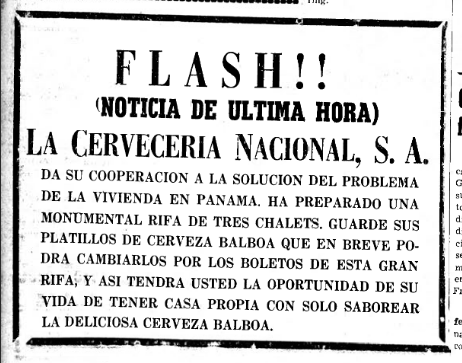 FLASH!!
(NOTICIA DE ULTIMA HORA)
LA CERVECERIA NACIONAL, S. A.
DA SU COOPERACION A LA SOLUCION DEL PROBLEMA
DE LA VIVIENDA EN PANAMA. HA PREPARADO UNA
MONUMENTAL RIFA DE TRES CHALETS. GUARDE SUS
PLATILLOS DE CERVEZA BALBOA QUE EN BREVE PO-
DRA CAMBIARLOS POR LOS BOLETOS DE ESTA GRAN
RIFA, Y ASI TENDRA USTED LA OPORTUNIDAD DE SU
VIDA DE TENER CASA PROPIA CON SOLO SABOREAR
LA DELICIOSA CERVEZA BALBOA.